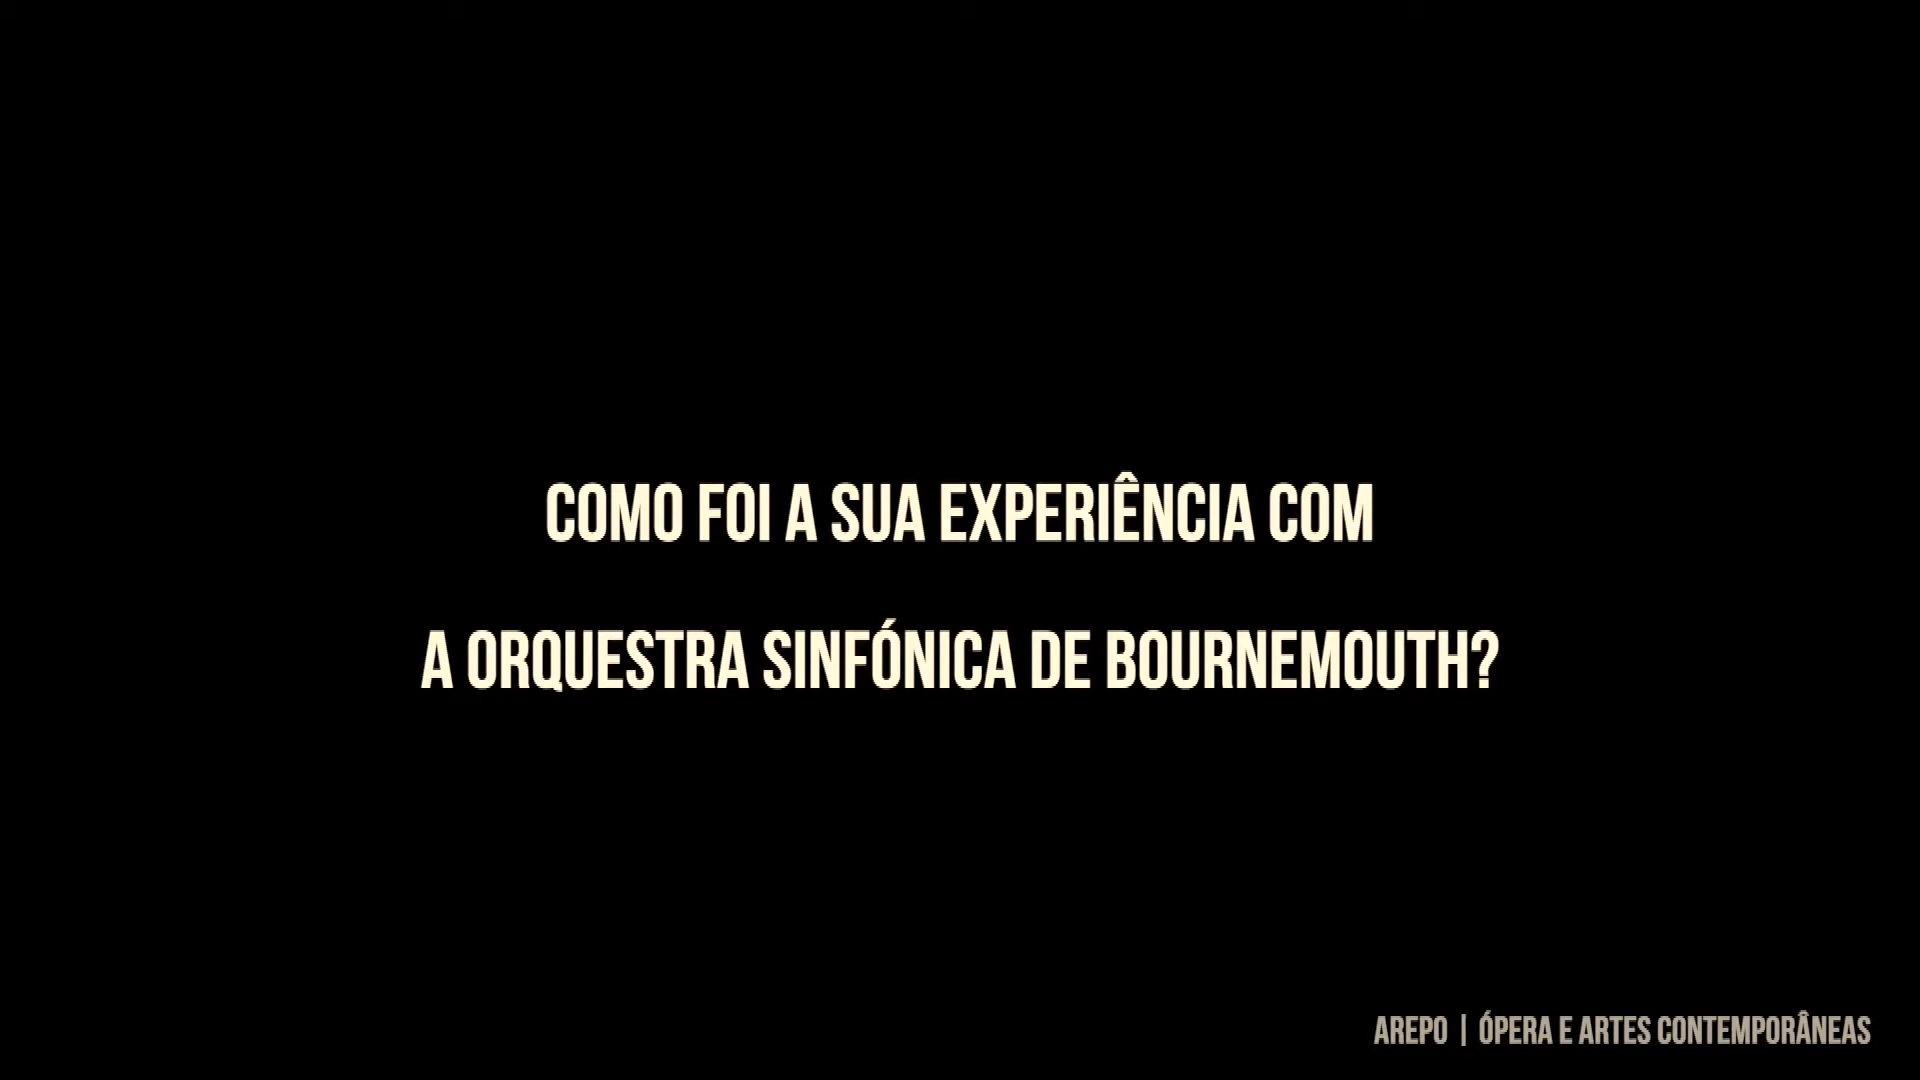 COMO FOI A SUA EXPERIÊNCIA COM
A ORQUESTRA SINFÓNICA DE BOURNEMOUTH?
AREPO | ÓPERA E ARTES CONTEMPORÂNEAS